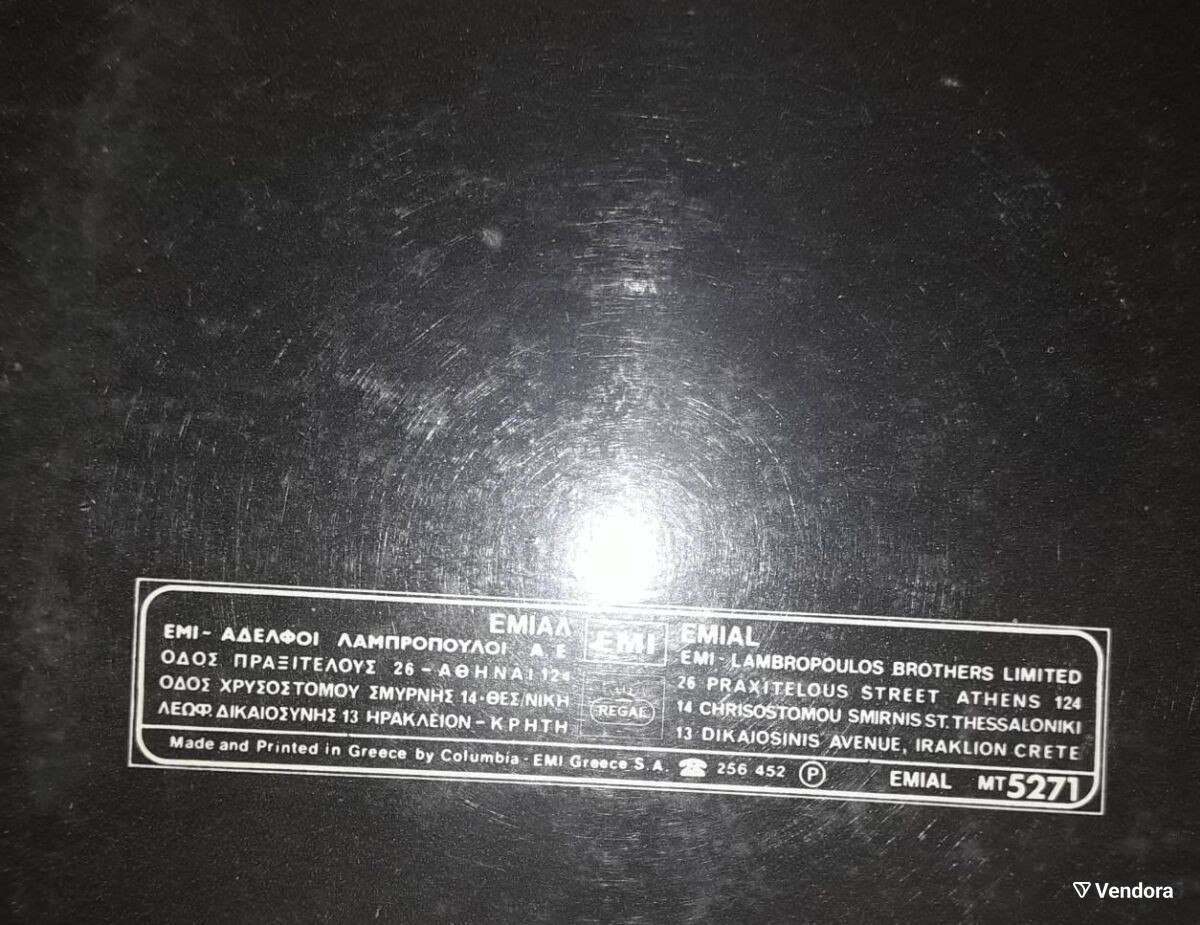 ΕΜΙΑΛ
ΕΜΙ - ΑΔΕΛΦΟΙ ΛΑΜΠΡΟΠΟΥΛΟΙ Α Ε
ΟΔΟΣ ΠΡΑΞΙΤΕΛΟΥΣ 26 - ΑΘΗΝΑΙ 124
ΟΔΟΣ ΧΡΥΣΟΣΤΟΜΟΥ ΣΜΥΡΝΗΣ 14 - ΘΕΣ/ΝΙΚΗ
ΛΕΩΦ. ΔΙΚΑΙΟΣΥΝΗΣ 13 ΗΡΑΚΛΕΙΟΝ - ΚΡΗΤΗ
EMI
REGAL
EMIAL
EMI - LAMBROPOULOS BROTHERS LIMITED
26 PRAXITELOUS STREET ATHENS 124
14 CHRISOSTOMOU SMIRNIS ST. THESSALONIKI
13 DIKAIOSINIS AVENUE, IRAKLION CRETE
Made and Printed in Greece by Columbia - EMI Greece S.A. ☎ 256 452 Ⓟ EMIAL MT 5271
Vendora